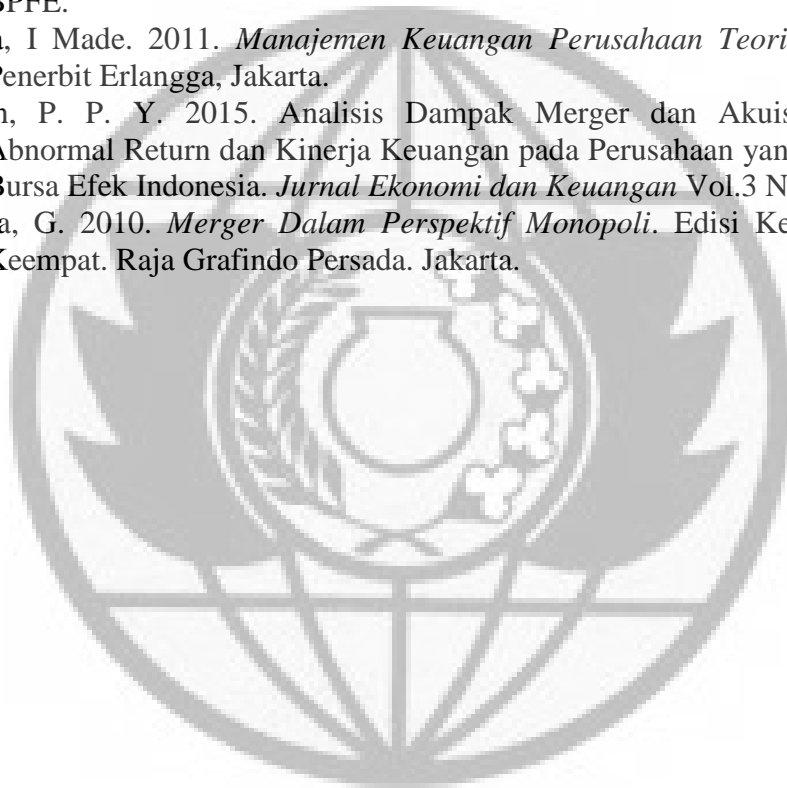 BPFE.
a, I Made. 2011. Manajemen Keuangan Perusahaan Teori
Penerbit Erlangga, Jakarta.
n, P. P. Y. 2015. Analisis Dampak Merger dan Akuis
Abnormal Return dan Kinerja Keuangan pada Perusahaan yan
Bursa Efek Indonesia. Jurnal Ekonomi dan Keuangan Vol.3 N
a, G. 2010. Merger Dalam Perspektif Monopoli. Edisi Ke
Keempat. Raja Grafindo Persada. Jakarta.